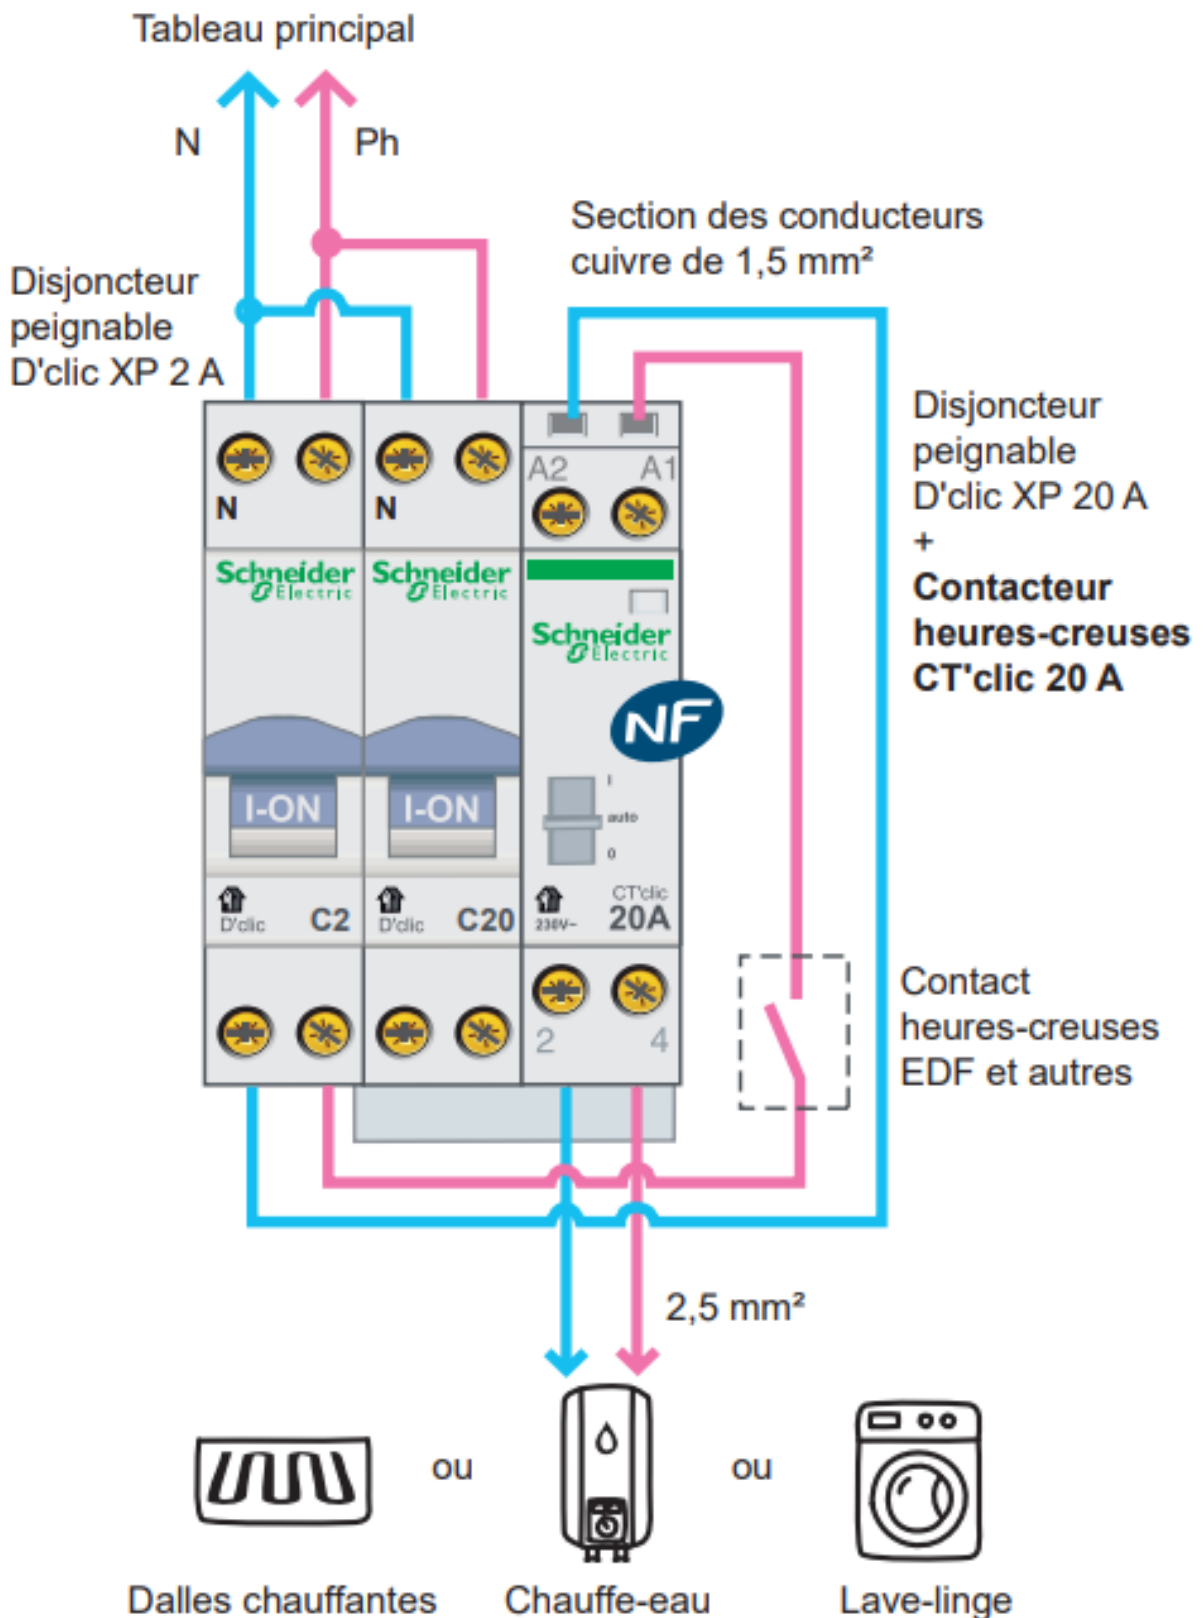 Tableau principal
N
Ph
Section des conducteurs
cuivre de 1,5 mm²
Disjoncteur
peignable
D'clic XP 2 A
Disjoncteur
peignable
D'clic XP 20 A
+
Contacteur
heures-creuses
CT'clic 20 A
A2
A1
N
N
Schneider
Electric
Schneider
Electric
Schneider
Electric
NF
I-ON
I-ON
I
auto
0
D'clic
C2
D'clic
C20
230V~
CT'clic
20A
2
4
Contact
heures-creuses
EDF et autres
2,5 mm²
ou
ou
Dalles chauffantes
Chauffe-eau
Lave-linge